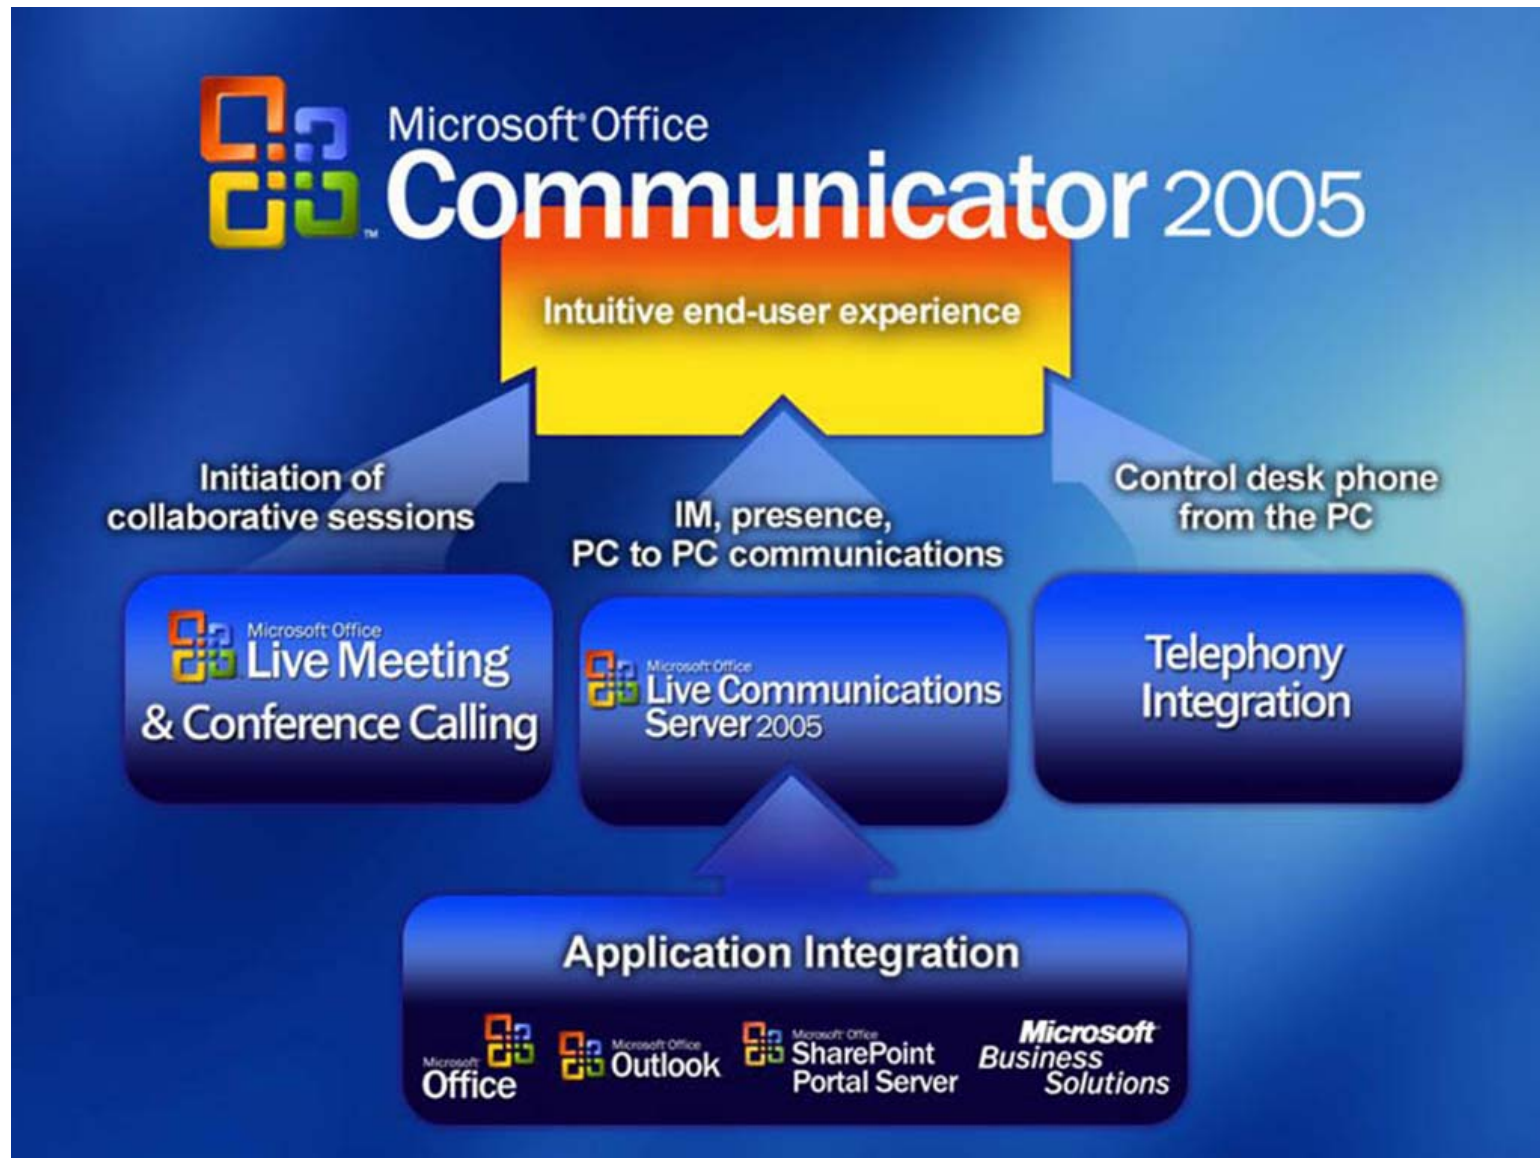 Microsoft® Office
Communicator 2005
™
Intuitive end-user experience
Initiation of
collaborative sessions
IM, presence,
PC to PC communications
Control desk phone
from the PC
Microsoft Office
Live Meeting
& Conference Calling
Microsoft Office
Live Communications
Server 2005
Telephony
Integration
Application Integration
Microsoft
Office
Microsoft Office
Outlook
Microsoft Office
SharePoint
Portal Server
Microsoft
Business
Solutions